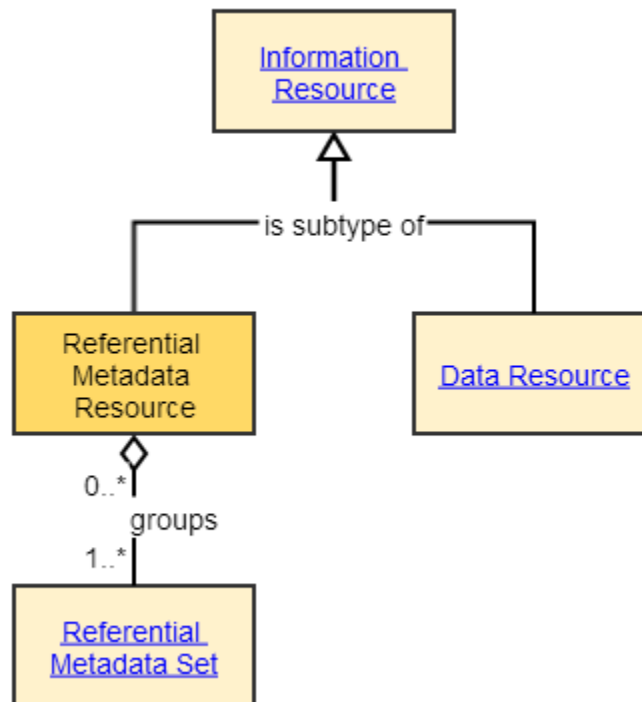 Information
Resource
is subtype of
Referential
Metadata
Resource
Data Resource
0..*
groups
1..*
Referential
Metadata Set